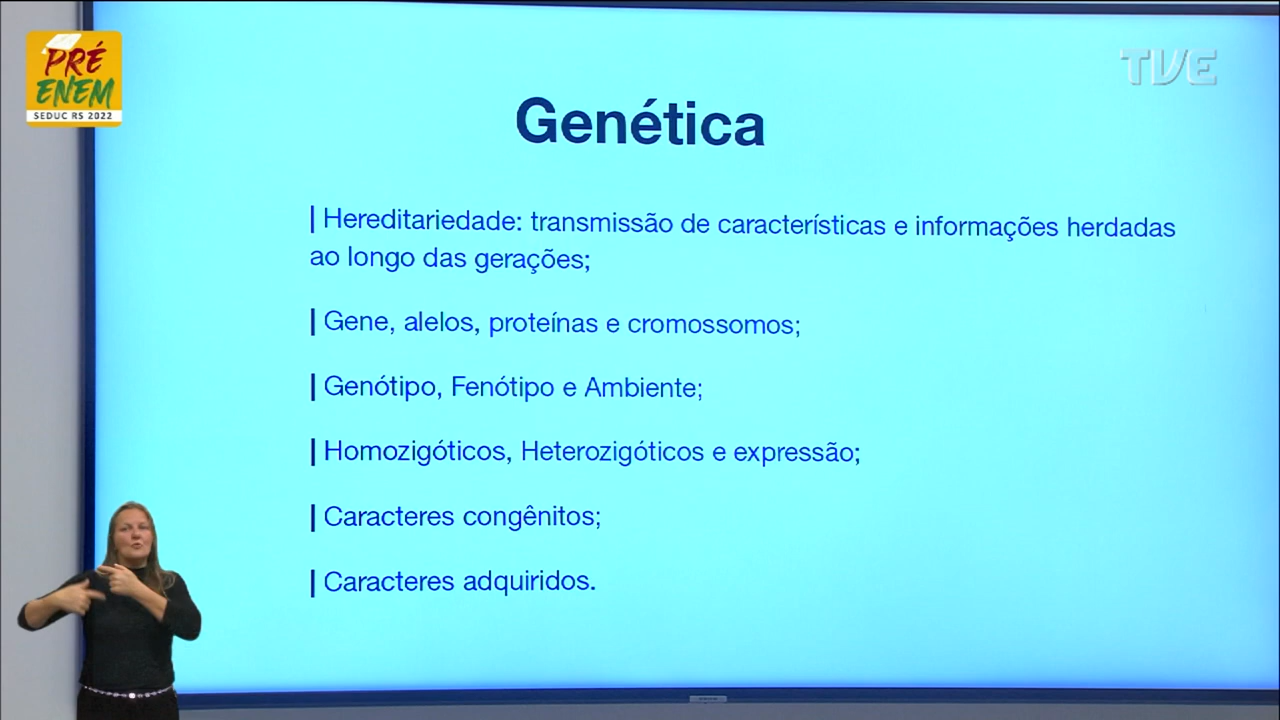 PRÉ
ENEM
SEDUC RS 2022
TVE
Genética
| Hereditariedade: transmissão de características e informações herdadas
ao longo das gerações;
| Gene, alelos, proteínas e cromossomos;
| Genótipo, Fenótipo e Ambiente;
| Homozigóticos, Heterozigóticos e expressão;
| Caracteres congênitos;
| Caracteres adquiridos.